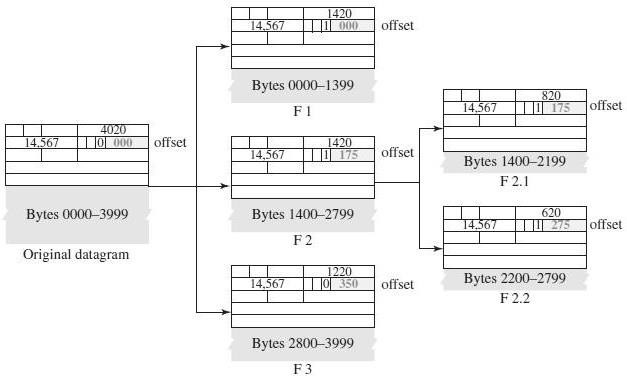 4020
14,567 0 000 offset
Bytes 0000–3999
Original datagram
1420
14,567 1 000 offset
Bytes 0000–1399
F 1
1420
14,567 1 175 offset
Bytes 1400–2799
F 2
1220
14,567 0 350 offset
Bytes 2800–3999
F 3
820
14,567 1 175 offset
Bytes 1400–2199
F 2.1
620
14,567 1 275 offset
Bytes 2200–2799
F 2.2